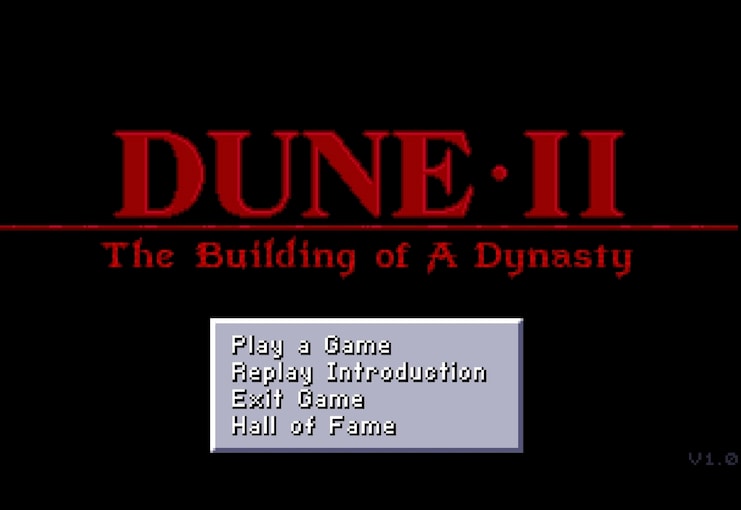 DUNE·II
The Building of A Dynasty
Play a Game
Replay Introduction
Exit Game
Hall of Fame
V1.0